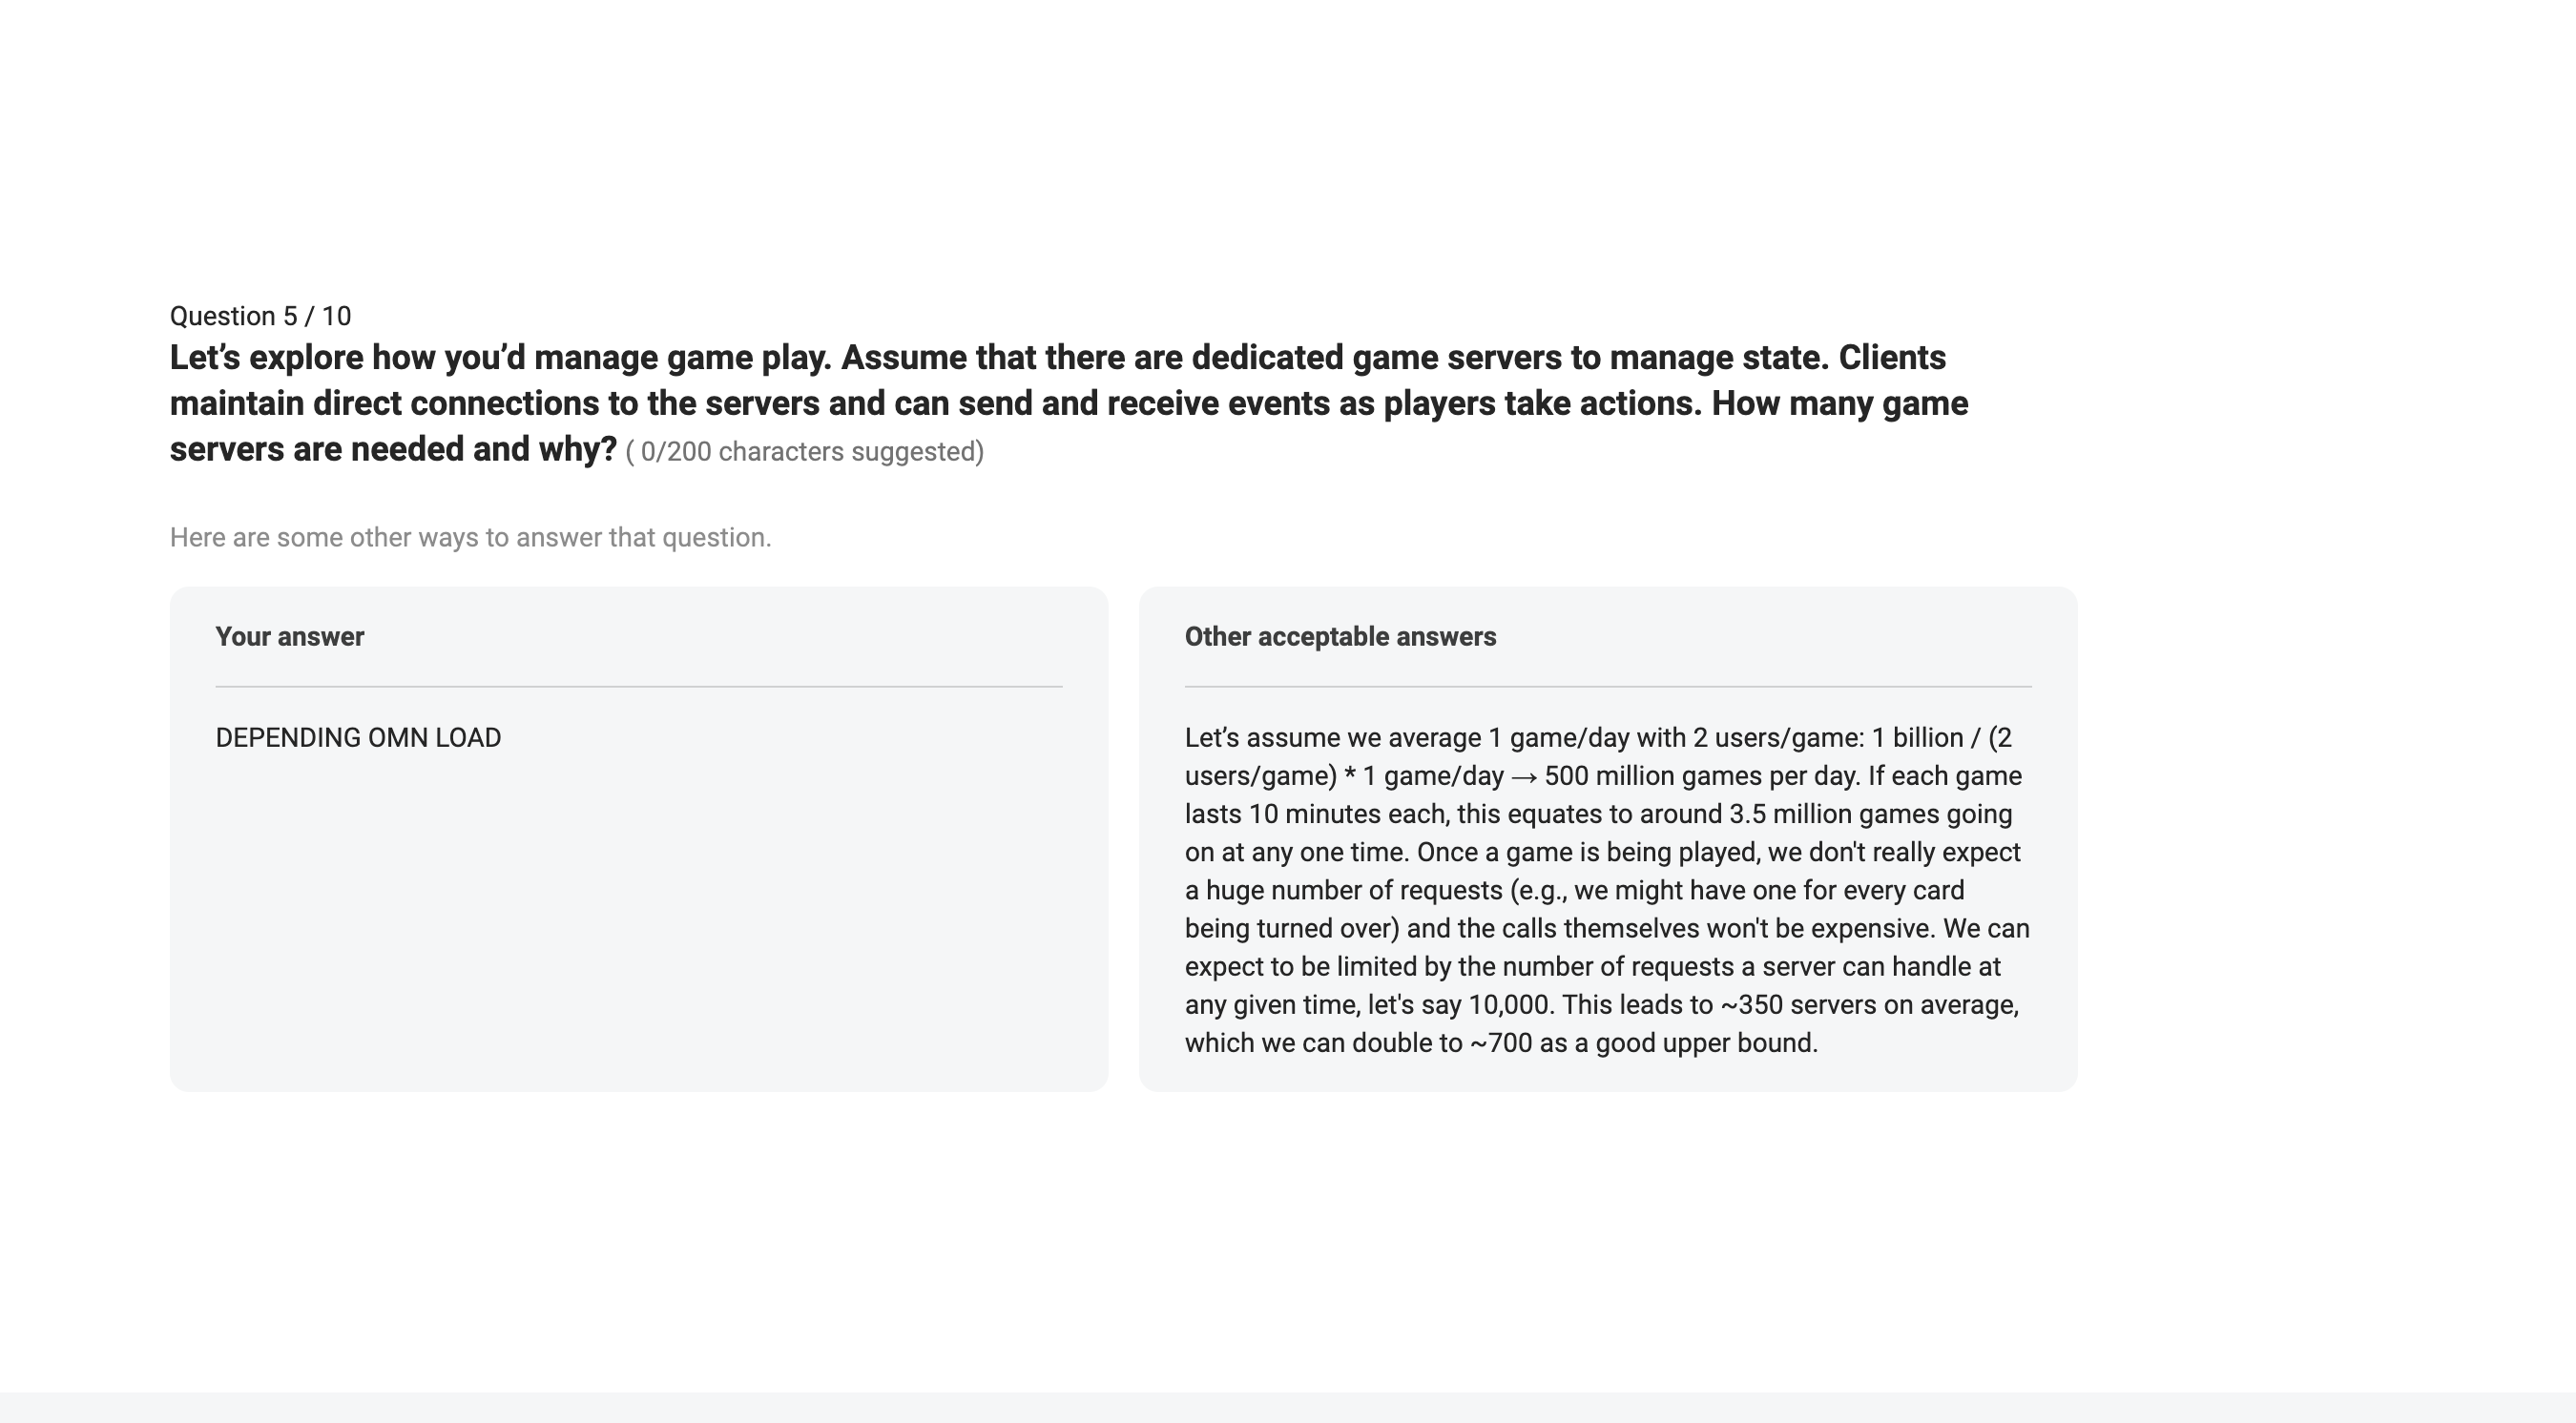 Question 5 / 10
Let’s explore how you’d manage game play. Assume that there are dedicated game servers to manage state. Clients
maintain direct connections to the servers and can send and receive events as players take actions. How many game
servers are needed and why? ( 0/200 characters suggested)
Here are some other ways to answer that question.
Your answer
DEPENDING OMN LOAD
Other acceptable answers
Let’s assume we average 1 game/day with 2 users/game: 1 billion / (2
users/game) * 1 game/day → 500 million games per day. If each game
lasts 10 minutes each, this equates to around 3.5 million games going
on at any one time. Once a game is being played, we don't really expect
a huge number of requests (e.g., we might have one for every card
being turned over) and the calls themselves won't be expensive. We can
expect to be limited by the number of requests a server can handle at
any given time, let's say 10,000. This leads to ~350 servers on average,
which we can double to ~700 as a good upper bound.